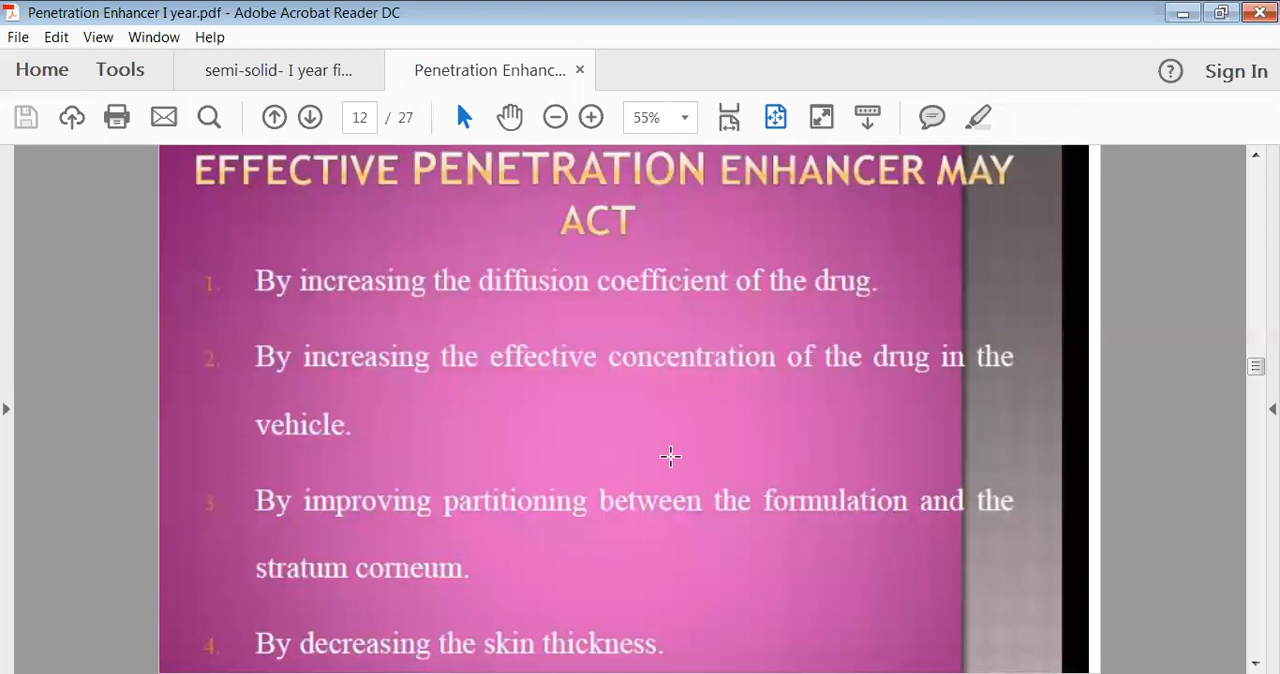 Penetration Enhancer I year.pdf - Adobe Acrobat Reader DC
File Edit View Window Help
Home Tools semi-solid- I year fi... Penetration Enhanc... × ? Sign In
12 / 27 55%
EFFECTIVE PENETRATION ENHANCER MAY
ACT
1. By increasing the diffusion coefficient of the drug.
2. By increasing the effective concentration of the drug in the
vehicle.
3. By improving partitioning between the formulation and the
stratum corneum.
4. By decreasing the skin thickness.